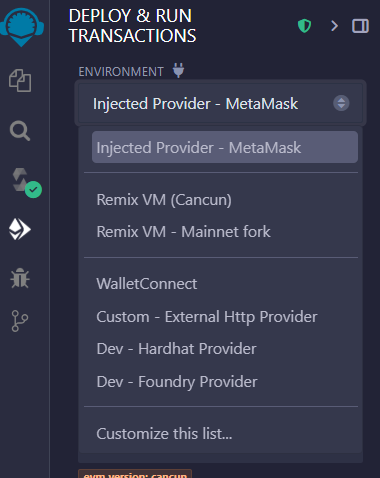 DEPLOY & RUN
TRANSACTIONS
ENVIRONMENT
Injected Provider - MetaMask
Injected Provider - MetaMask
Remix VM (Cancun)
Remix VM - Mainnet fork
WalletConnect
Custom - External Http Provider
Dev - Hardhat Provider
Dev - Foundry Provider
Customize this list...
evm version: cancun